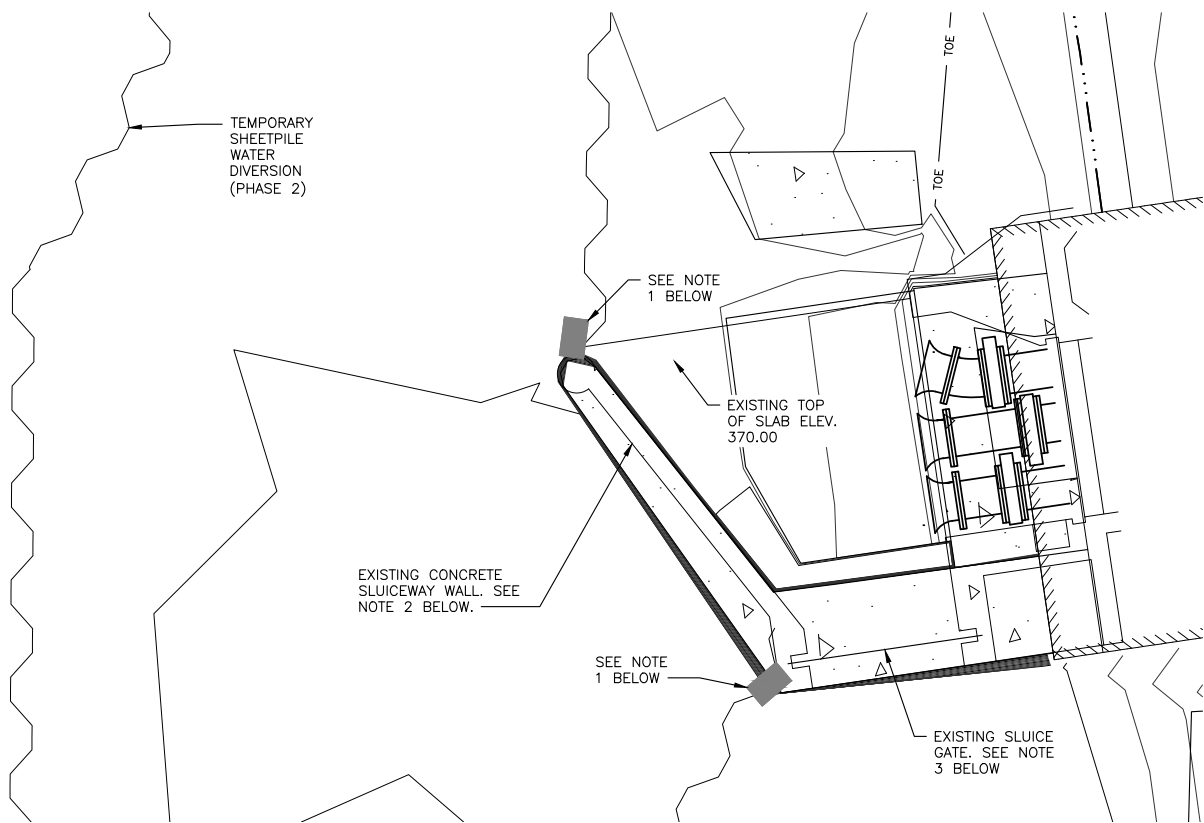 TOE
TEMPORARY
SHEETPILE
WATER
DIVERSION
(PHASE 2)
TOE
SEE NOTE
1 BELOW
EXISTING TOP
OF SLAB ELEV.
370.00
EXISTING CONCRETE
SLUICEWAY WALL. SEE
NOTE 2 BELOW.
SEE NOTE
1 BELOW
EXISTING SLUICE
GATE. SEE NOTE
3 BELOW